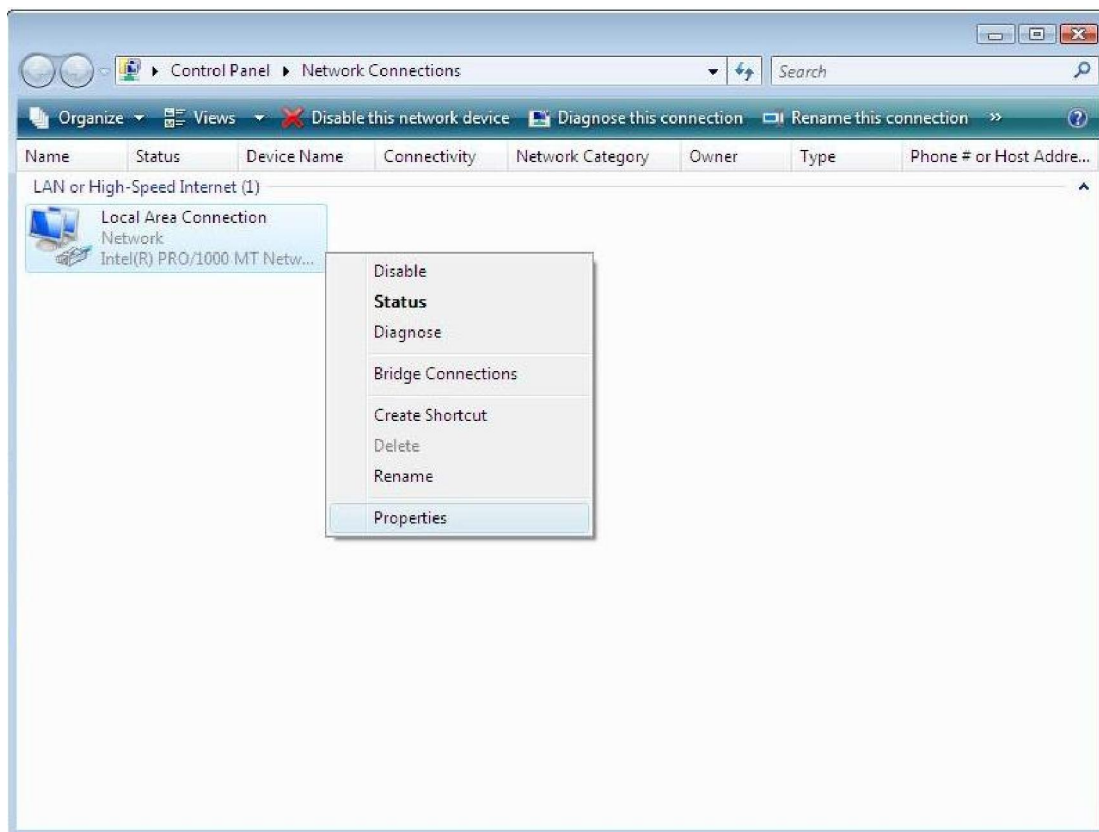 Control Panel Network Connections Search
Organize Views Disable this network device Diagnose this connection Rename this connection »
Name Status Device Name Connectivity Network Category Owner Type Phone # or Host Addre...
LAN or High-Speed Internet (1)
Local Area Connection
Network
Intel(R) PRO/1000 MT Netw...
Disable
Status
Diagnose
Bridge Connections
Create Shortcut
Delete
Rename
Properties